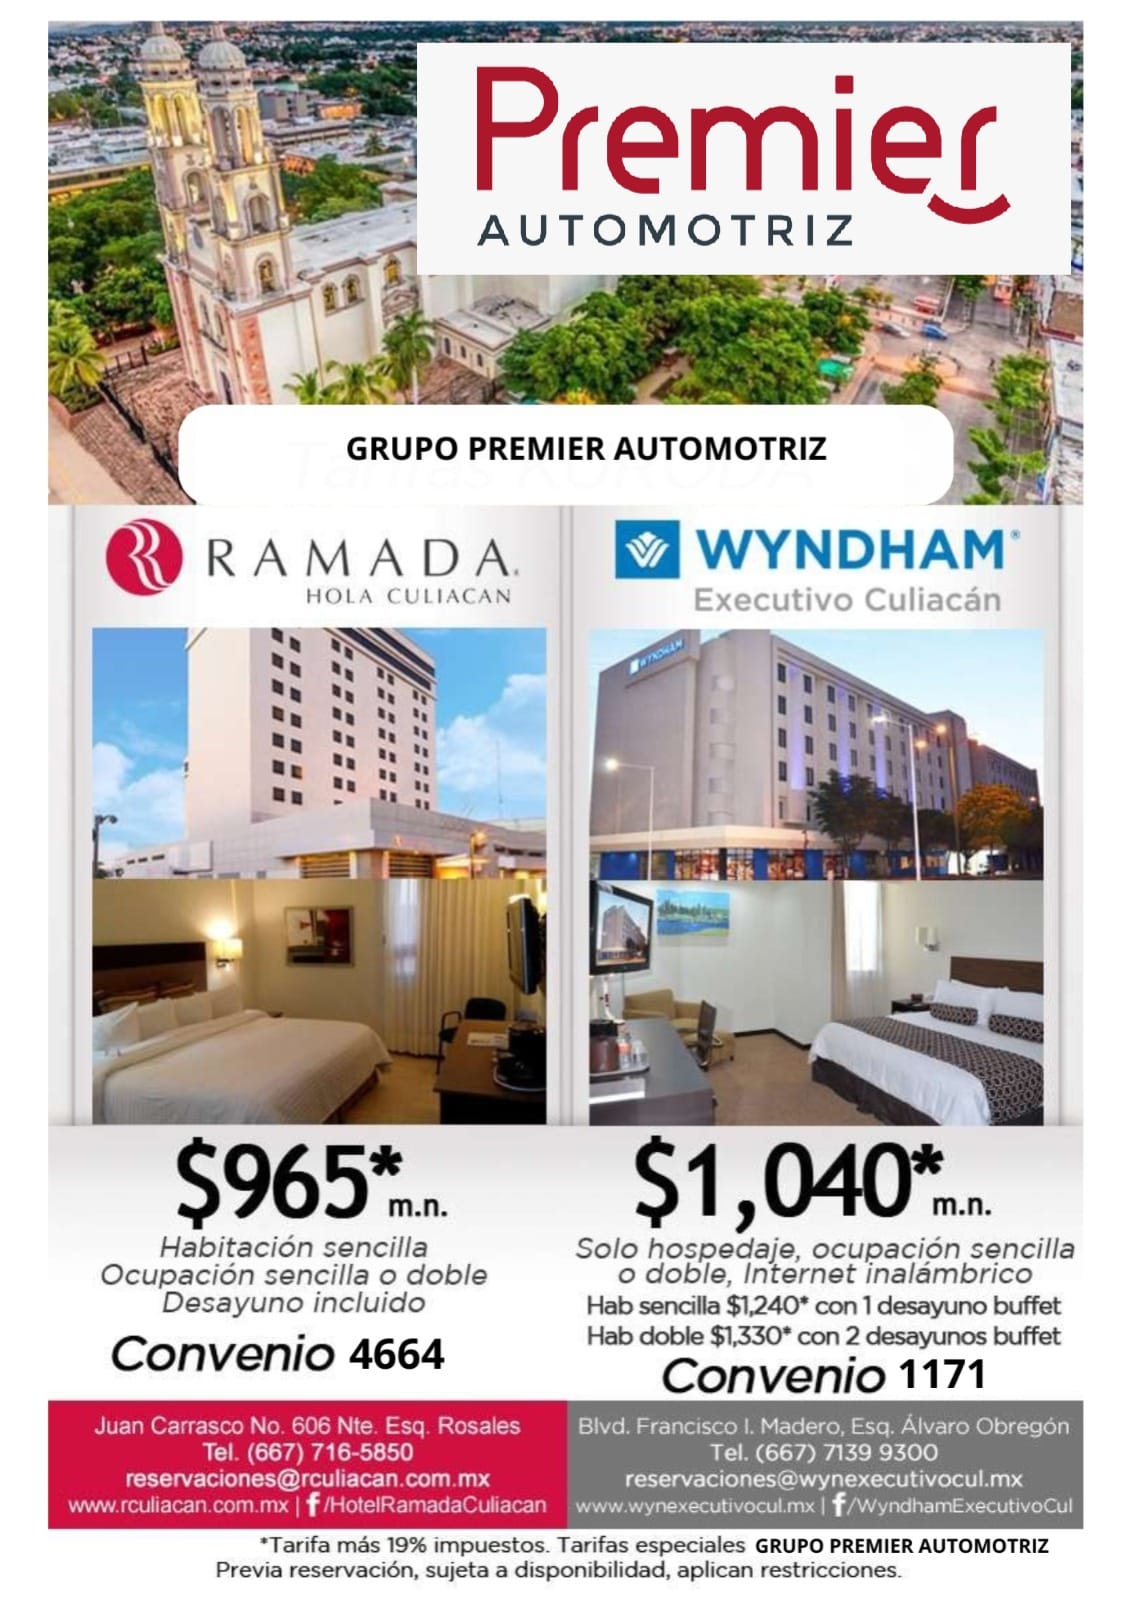 Premier
AUTOMOTRIZ
GRUPO PREMIER AUTOMOTRIZ
RAMADA
HOLA CULIACAN
WYNDHAM®
Executivo Culiacán
WYNDHAM
$965* m.n.
Habitación sencilla
Ocupación sencilla o doble
Desayuno incluido
Convenio 4664
$1,040* m.n.
Solo hospedaje, ocupación sencilla
o doble, Internet inalámbrico
Hab sencilla $1,240* con 1 desayuno buffet
Hab doble $1,330* con 2 desayunos buffet
Convenio 1171
Juan Carrasco No. 606 Nte. Esq. Rosales
Tel. (667) 716-5850
reservaciones@rculiacan.com.mx
www.rculiacan.com.mx | f /HotelRamadaCuliacan
Blvd. Francisco I. Madero, Esq. Álvaro Obregón
Tel. (667) 7139 9300
reservaciones@wynexecutivocul.mx
www.wynexecutivocul.mx | f /WyndhamExecutivoCul
*Tarifa más 19% impuestos. Tarifas especiales GRUPO PREMIER AUTOMOTRIZ
Previa reservación, sujeta a disponibilidad, aplican restricciones.